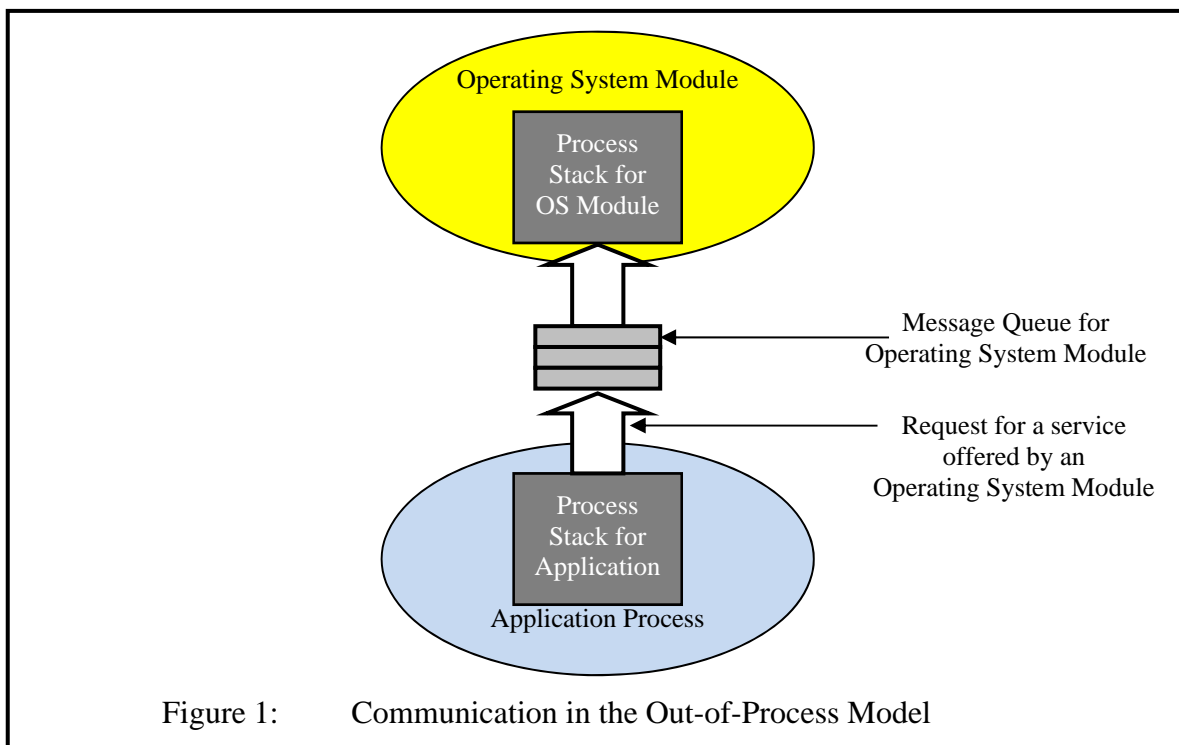 Operating System Module
Process
Stack for
OS Module
Message Queue for
Operating System Module
Request for a service
offered by an
Operating System Module
Process
Stack for
Application
Application Process
Figure 1: Communication in the Out-of-Process Model